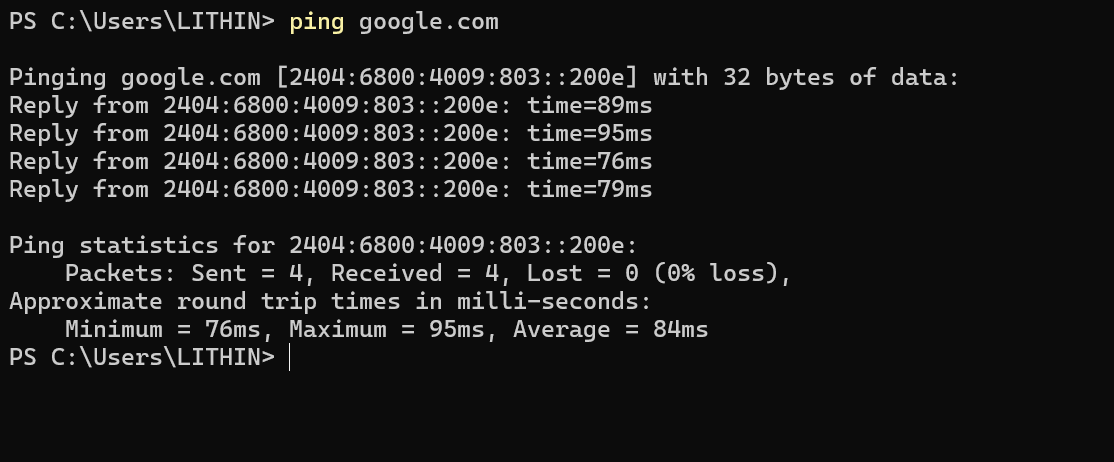 PS C:\Users\LITHIN> ping google.com
Pinging google.com [2404:6800:4009:803::200e] with 32 bytes of data:
Reply from 2404:6800:4009:803::200e: time=89ms
Reply from 2404:6800:4009:803::200e: time=95ms
Reply from 2404:6800:4009:803::200e: time=76ms
Reply from 2404:6800:4009:803::200e: time=79ms
Ping statistics for 2404:6800:4009:803::200e:
    Packets: Sent = 4, Received = 4, Lost = 0 (0% loss),
Approximate round trip times in milli-seconds:
    Minimum = 76ms, Maximum = 95ms, Average = 84ms
PS C:\Users\LITHIN>